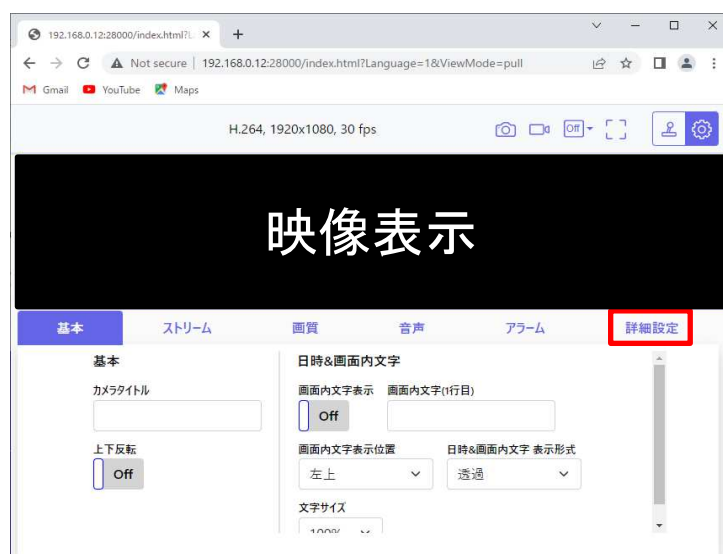 192.168.0.12:28000/index.html?L
Not secure | 192.168.0.12:28000/index.html?Language=1&ViewMode=pull
Gmail YouTube Maps
H.264, 1920x1080, 30 fps Off
映像表示
基本 ストリーム 画質 音声 アラーム 詳細設定
基本 日時&画面内文字
カメラタイトル 画面内文字表示 画面内文字(1行目)
Off
上下反転 画面内文字表示位置 日時&画面内文字 表示形式
Off 左上 透過
文字サイズ
100%